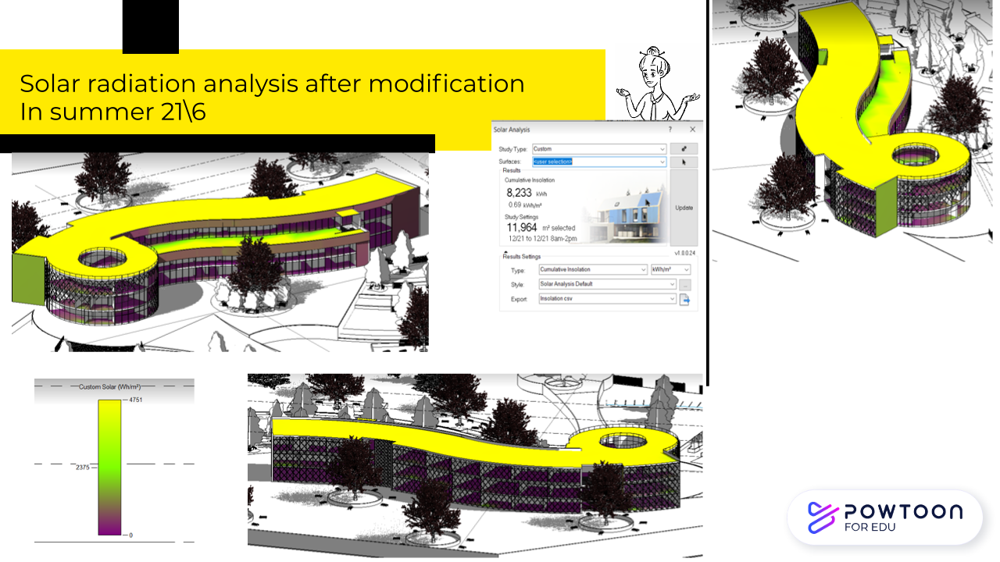 Solar radiation analysis after modification
In summer 21\6
Solar Analysis
?
Study Type: Custom
Surfaces: <user selection>
Results
Cumulative Insolation
8,233 kWh
0.69 kWh/m²
Study Settings
11,964 m² selected
12/21 to 12/21 8am-2pm
Update
v1.8.0.24
Results Settings
Type: Cumulative Insolation kWh/m²
Style: Solar Analysis Default ...
Export: Insolation csv
Custom Solar (Wh/m²)
4751
2375
0
POWTOON
FOR EDU